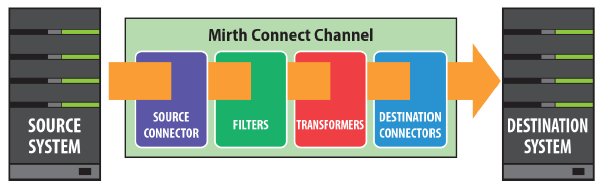 Mirth Connect Channel
SOURCE
SYSTEM
SOURCE
CONNECTOR
FILTERS
TRANSFORMERS
DESTINATION
CONNECTORS
DESTINATION
SYSTEM